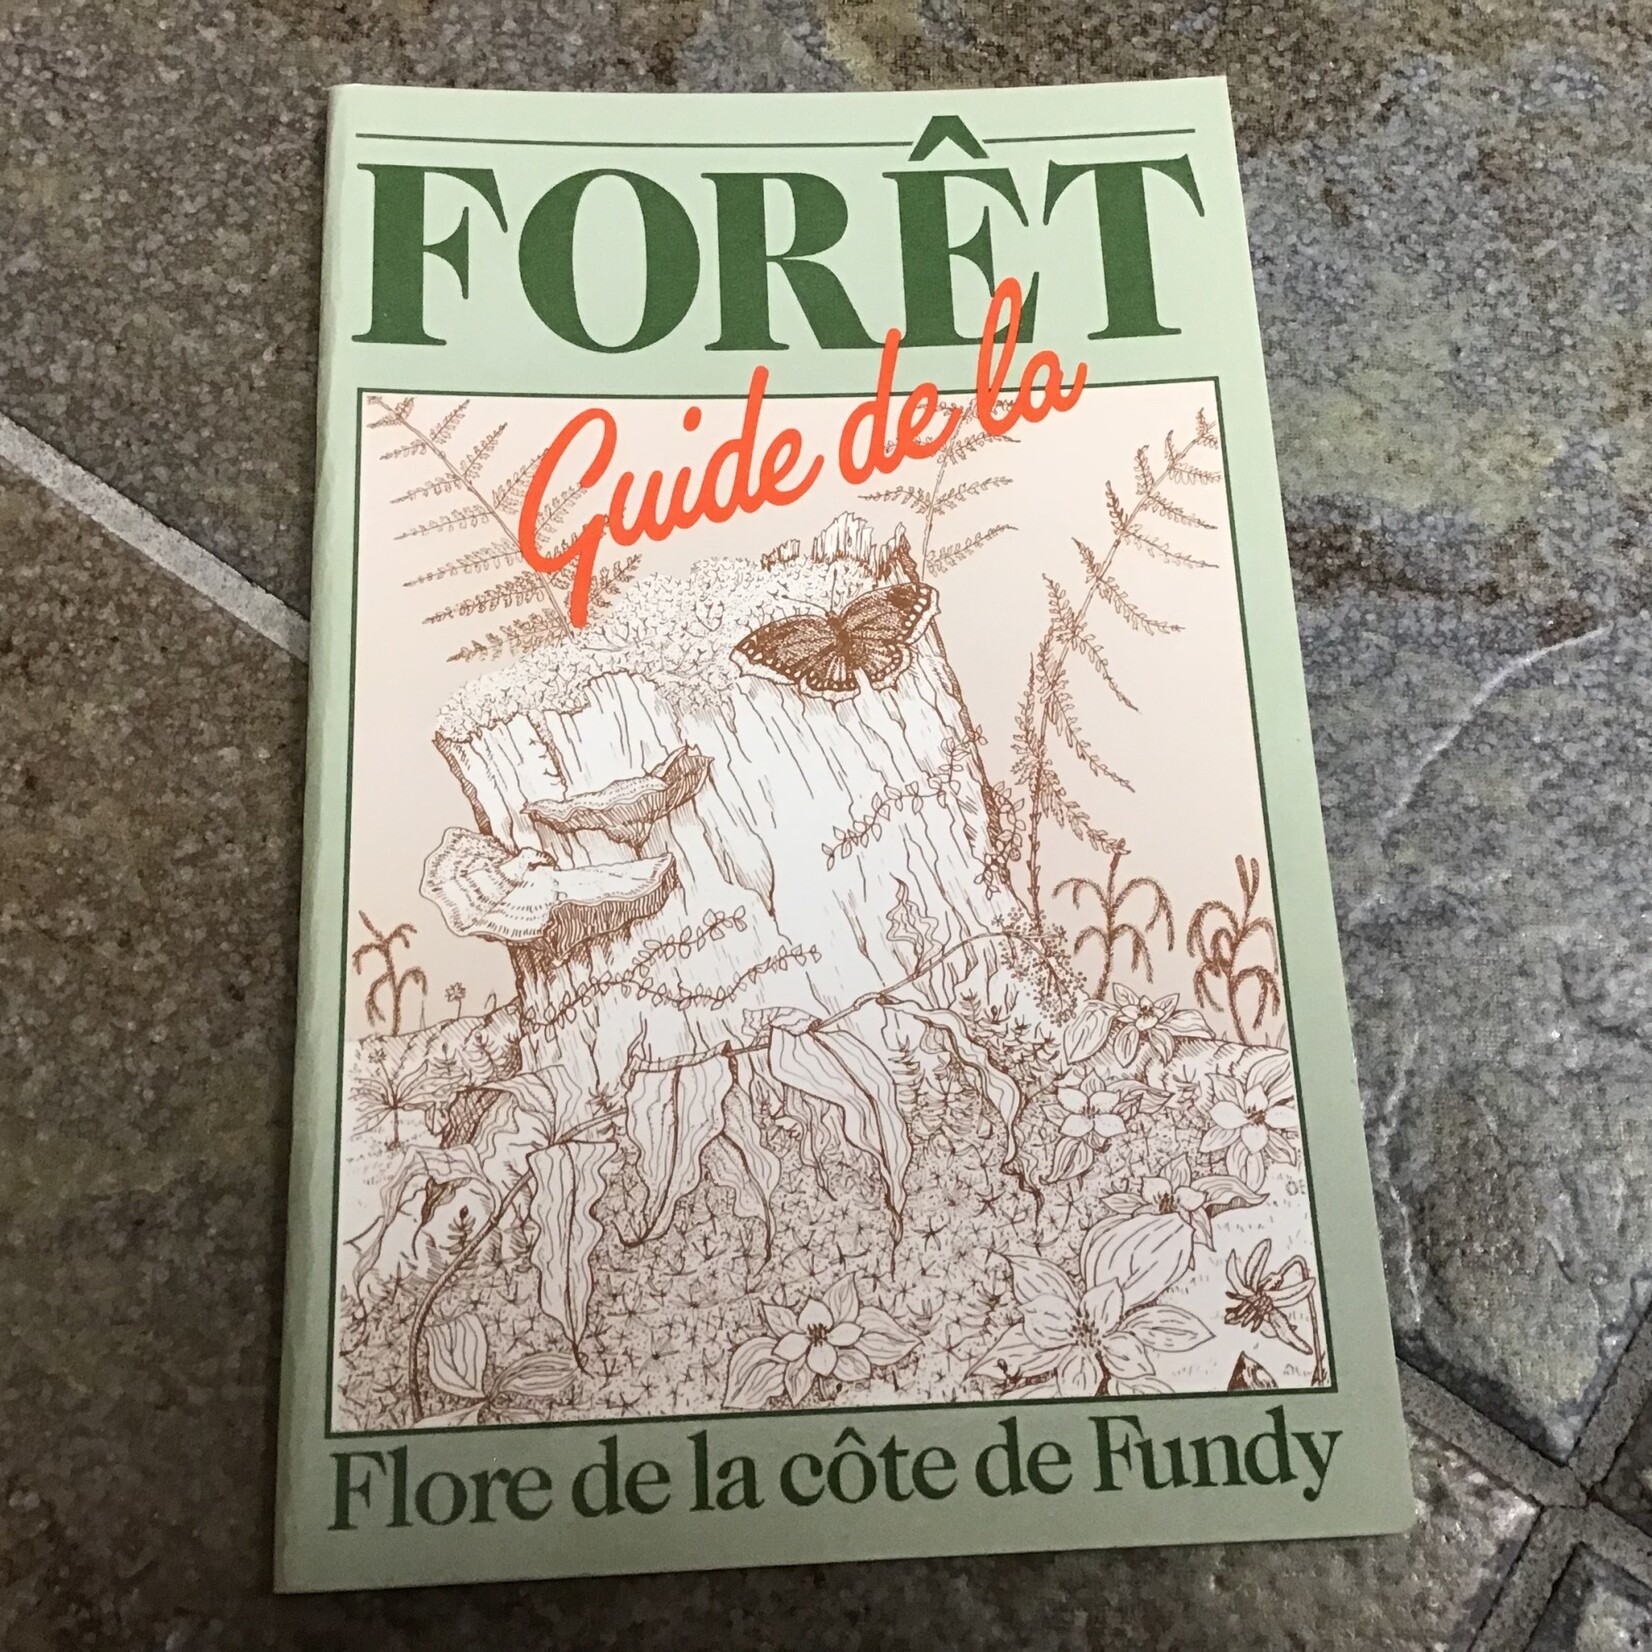 FORÊT
Guide de la
Flore de la côte de Fundy